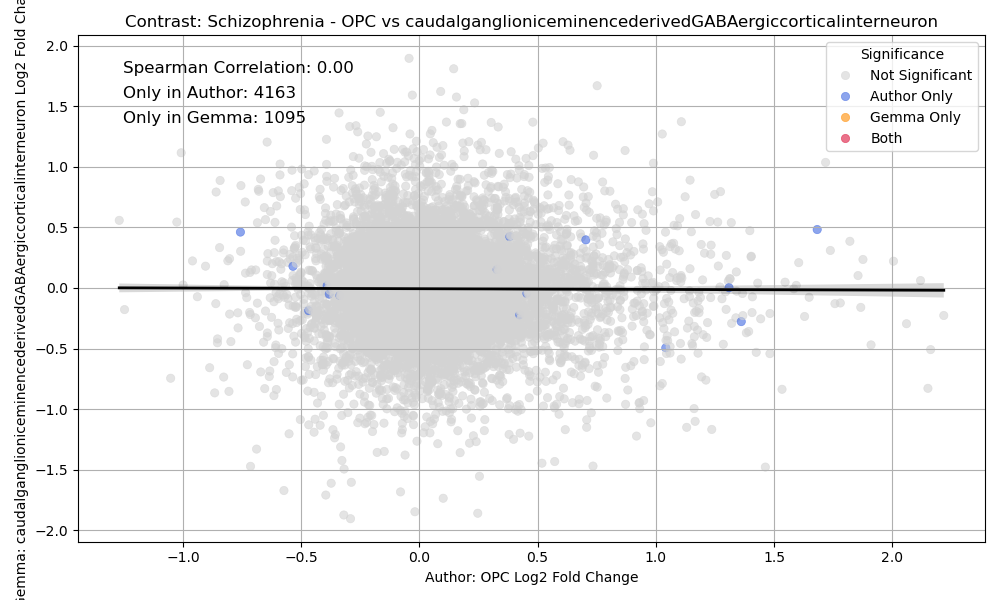 Contrast: Schizophrenia - OPC vs caudalganglioniceminencederivedGABAergiccorticalinterneuron
Spearman Correlation: 0.00
Only in Author: 4163
Only in Gemma: 1095
Significance
Not Significant
Author Only
Gemma Only
Both
2.0
1.5
1.0
0.5
0.0
−0.5
−1.0
−1.5
−2.0
−1.0
−0.5
0.0
0.5
1.0
1.5
2.0
Author: OPC Log2 Fold Change
caudalganglioniceminencederivedGABAergiccorticalinterneuron Log2 Fold